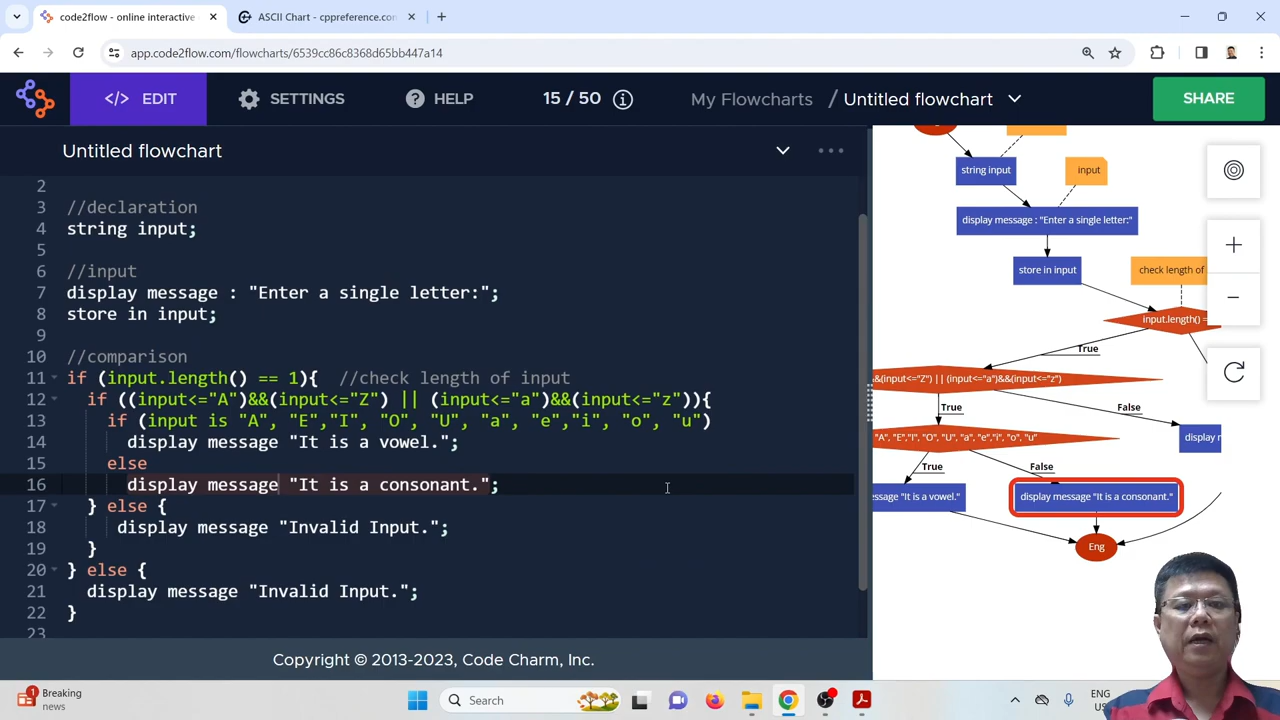 code2flow - online interactive
ASCII Chart - cppreference.con
app.code2flow.com/flowcharts/6539cc86c8368d65bb447a14
</> EDIT
SETTINGS
HELP
15 / 50
My Flowcharts / Untitled flowchart
SHARE
Untitled flowchart
2
3 //declaration
4 string input;
5
6 //input
7 display message : "Enter a single letter:";
8 store in input;
9
10 //comparison
11 if (input.length() == 1){  //check length of input
12 if ((input<="A")&&(input<="Z") || (input<="a")&&(input<="z")){
13 if (input is "A", "E","I", "O", "U", "a", "e","i", "o", "u")
14 display message "It is a vowel.";
15 else
16 display message "It is a consonant.";
17 } else {
18 display message "Invalid Input.";
19 }
20 } else {
21 display message "Invalid Input.";
22 }
23
string input
input
display message : "Enter a single letter:"
store in input
check length of
input.length() =
True
&(input<="Z") || (input<="a")&&(input<="z")
True
False
"A", "E","I", "O", "U", "a", "e","i", "o", "u"
display r
True
False
essage "It is a vowel."
display message "It is a consonant."
Eng
Copyright © 2013-2023, Code Charm, Inc.
1
Breaking
news
Search
ENG
US